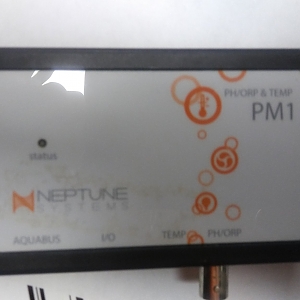 PH/ORP & TEMP
PM1
status
NEPTUNE
SYSTEMS
AQUABUS I/O TEMP PH/ORP